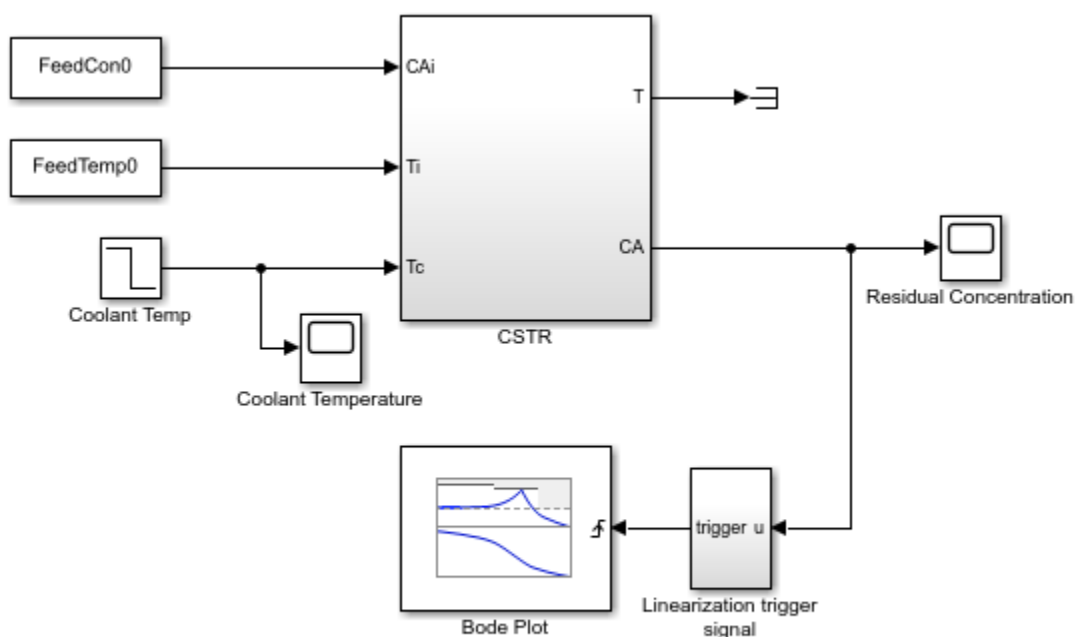 FeedCon0
CAi
T
FeedTemp0
Ti
CA
Tc
Coolant Temp
Residual Concentration
CSTR
Coolant Temperature
trigger u
Linearization trigger
signal
Bode Plot